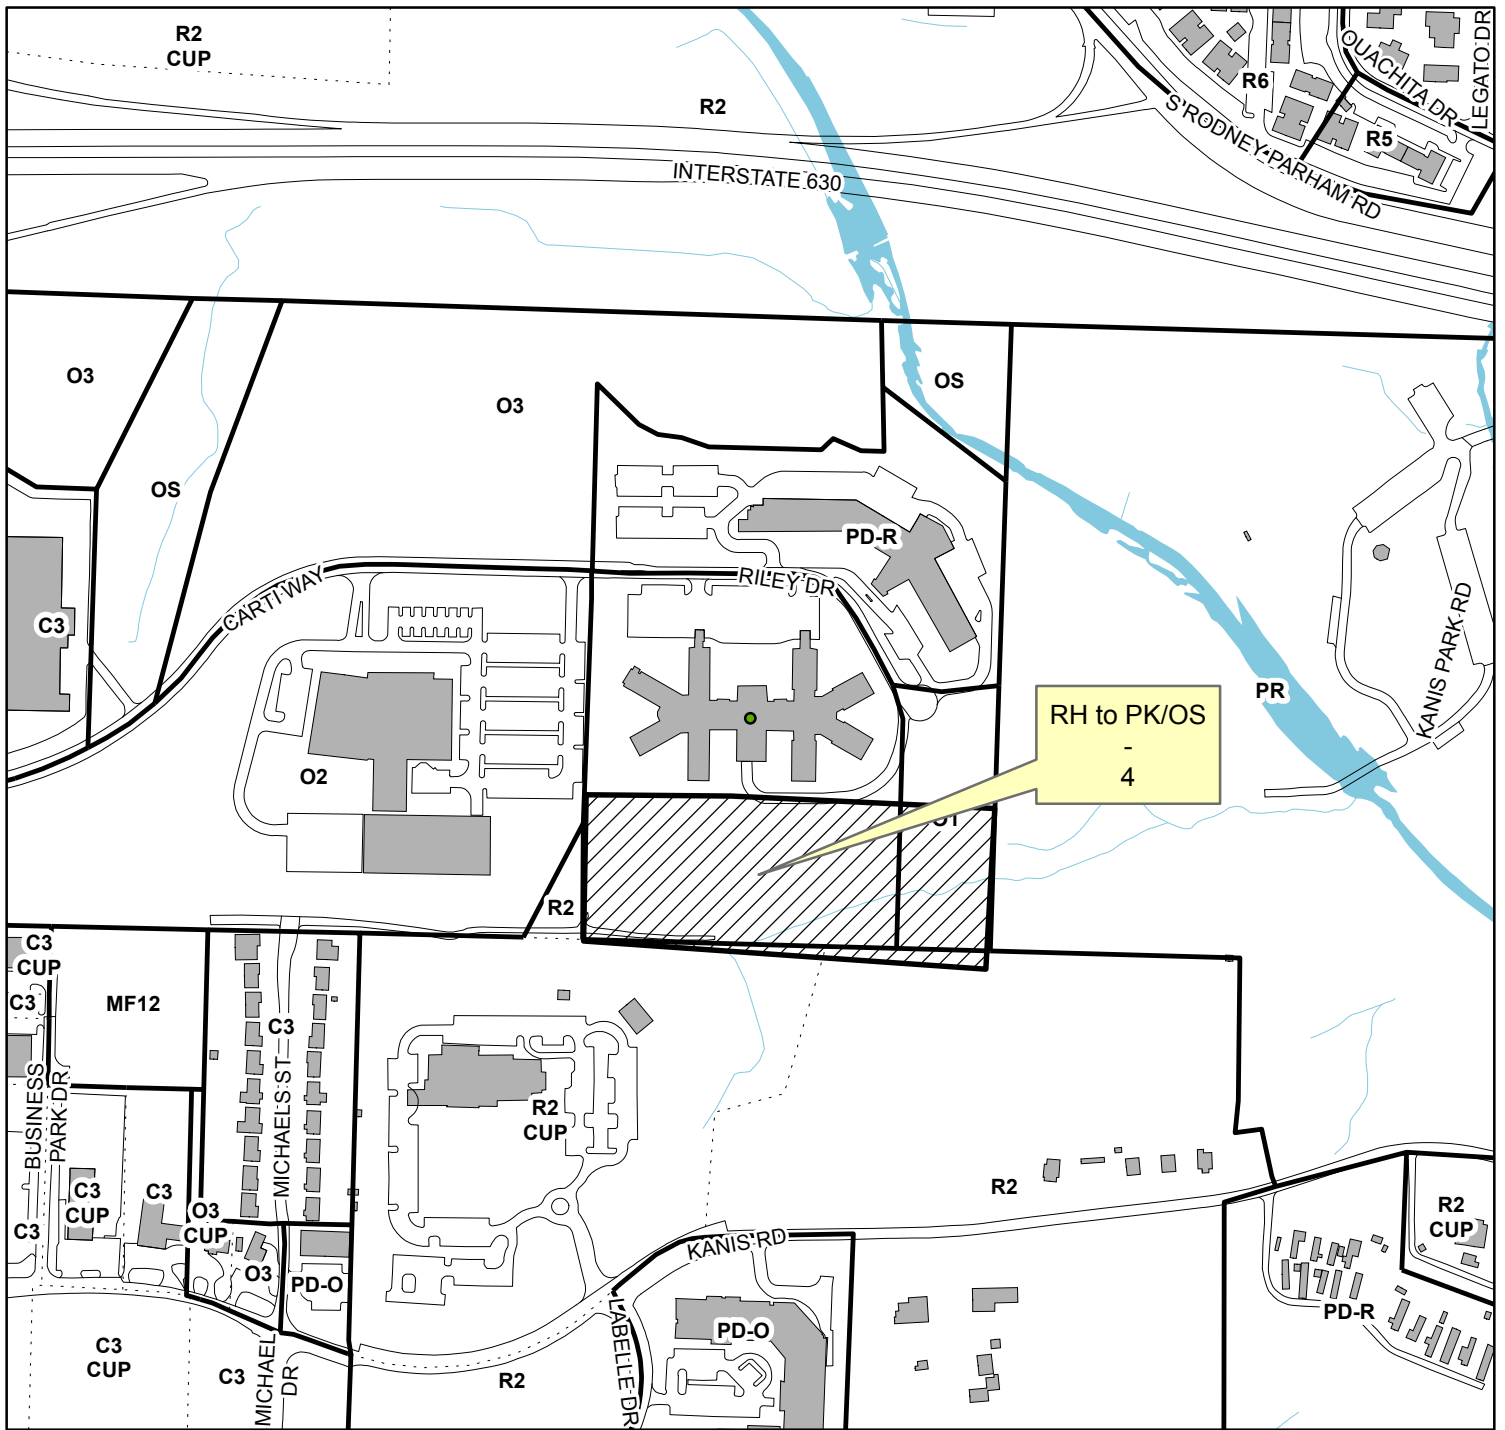 R2
CUP
R2
R6
OUACHITA DR
LEGATO DR
R5
S RODNEY PARHAM RD
INTERSTATE 630
O3
O3
OS
OS
PD-R
RILEY DR
CARTI WAY
C3
KANIS PARK RD
PR
RH to PK/OS
-
4
O2
R2
C3
CUP
C3
MF12
C3
BUSINESS
PARK DR
MICHAELS ST
R2
CUP
R2
C3
CUP
C3
O3
CUP
C3
O3
PD-O
KANIS RD
R2
CUP
PD-R
LABELLE DR
PD-O
C3
CUP
C3
MICHAEL
DR
R2